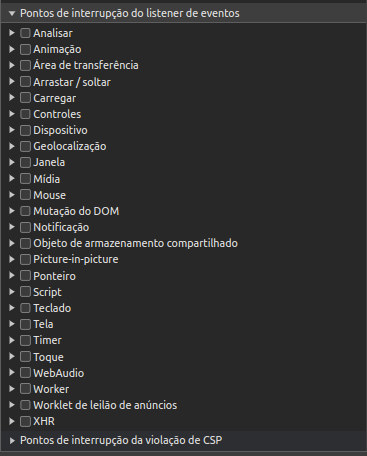 Pontos de interrupção do listener de eventos
Analisar
Animação
Área de transferência
Arrastar / soltar
Carregar
Controles
Dispositivo
Geolocalização
Janela
Mídia
Mouse
Mutação do DOM
Notificação
Objeto de armazenamento compartilhado
Picture-in-picture
Ponteiro
Script
Teclado
Tela
Timer
Toque
WebAudio
Worker
Worklet de leilão de anúncios
XHR
Pontos de interrupção da violação de CSP